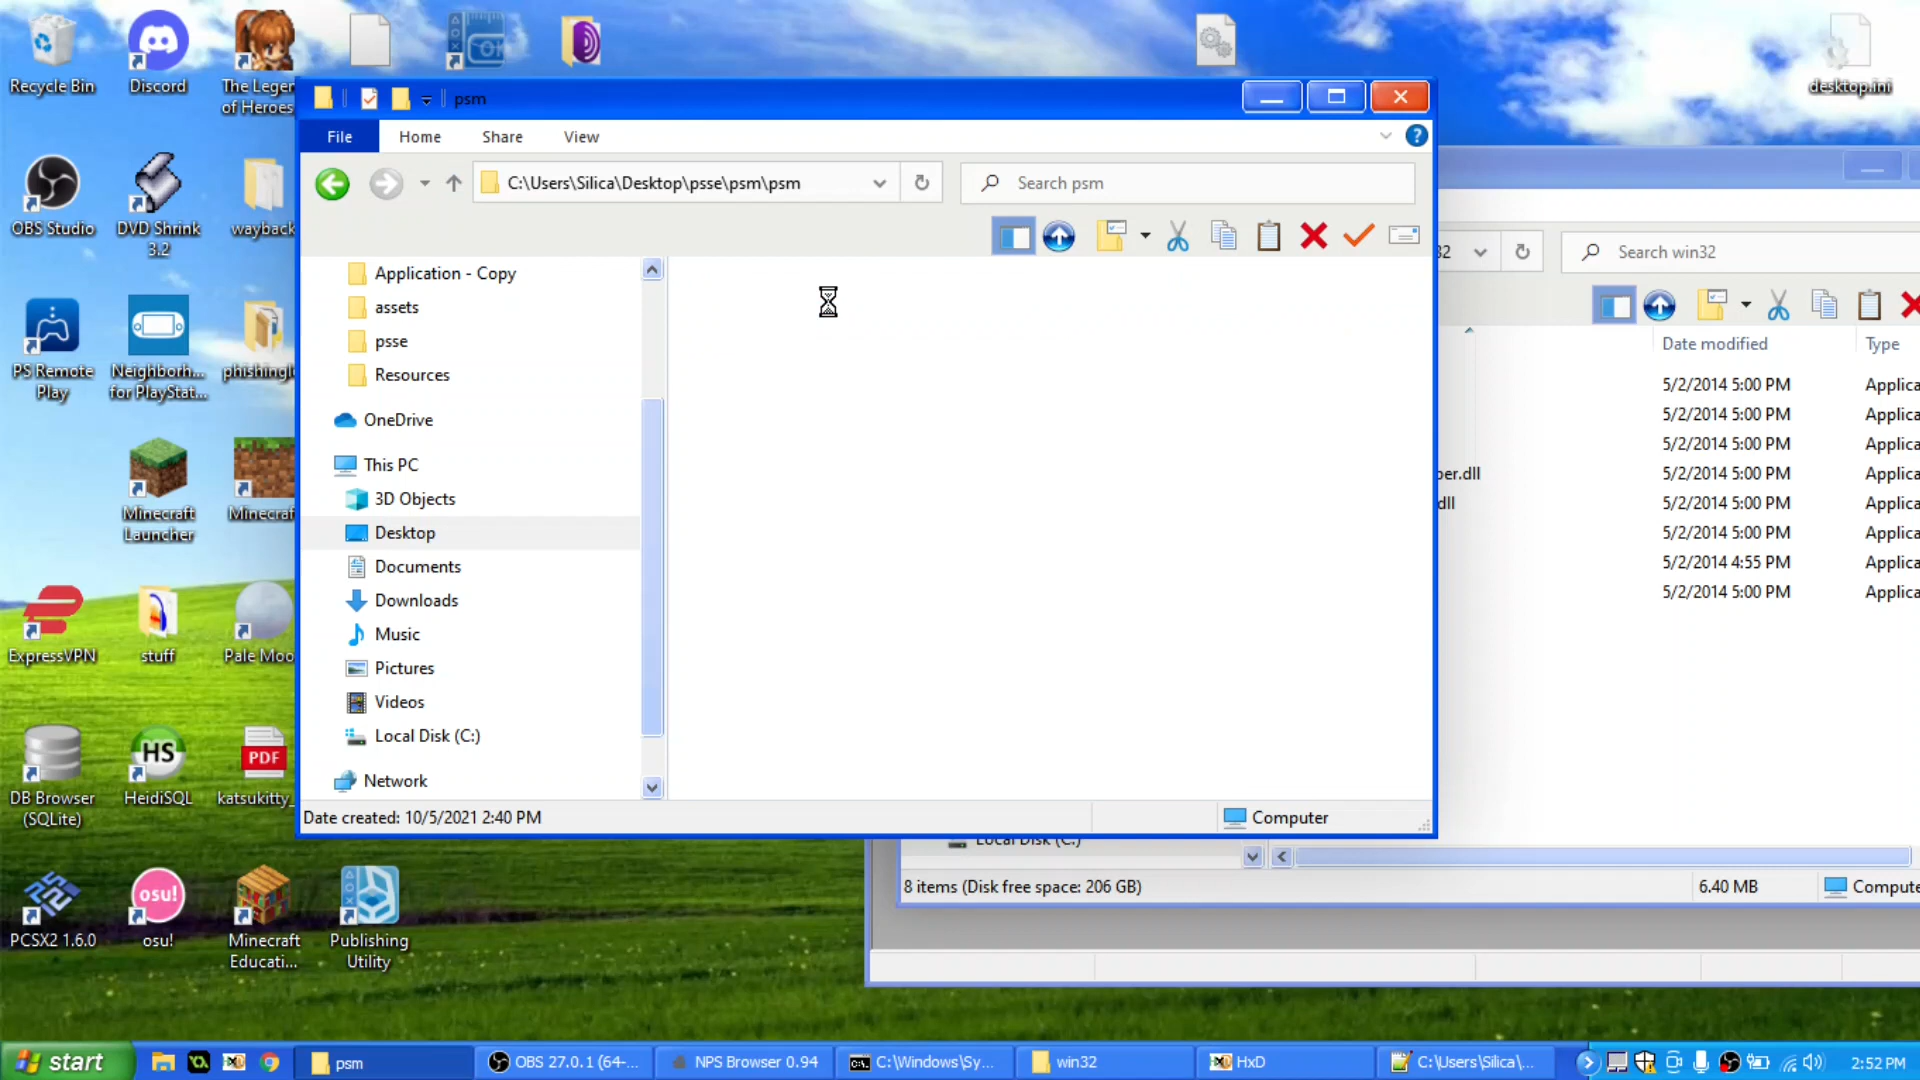 Recycle Bin
Discord
The Leger
of Heroes
desktop.ini
OBS Studio
DVD Shrink
3.2
wayback
PS Remote
Play
Neighborh...
for PlayStat...
Minecraft
Launcher
Minecraf
ExpressVPN
stuff
Pale Moo
DB Browser
(SQLite)
HS
HeidiSQL
PDF
katsukitty_
PCSX2 1.6.0
osu!
osu!
Minecraft
Educati...
Publishing
Utility
psm
File
Home
Share
View
?
C:\Users\Silica\Desktop\psse\psm\psm
Search psm
Application - Copy
assets
psse
Resources
OneDrive
This PC
3D Objects
Desktop
Documents
Downloads
Music
Pictures
Videos
Local Disk (C:)
Network
Date created: 10/5/2021 2:40 PM
Computer
32
Search win32
Date modified
Type
5/2/2014 5:00 PM
Applica
5/2/2014 5:00 PM
Applica
5/2/2014 5:00 PM
Applica
per.dll
5/2/2014 5:00 PM
Applica
dll
5/2/2014 5:00 PM
Applica
5/2/2014 5:00 PM
Applica
5/2/2014 4:55 PM
Applica
5/2/2014 5:00 PM
Applica
Local Disk (C:)
8 items (Disk free space: 206 GB)
6.40 MB
Compute
start
psm
OBS 27.0.1 (64-...
NPS Browser 0.94
C:\Windows\Sy...
win32
HxD
C:\Users\Silica\...
2:52 PM